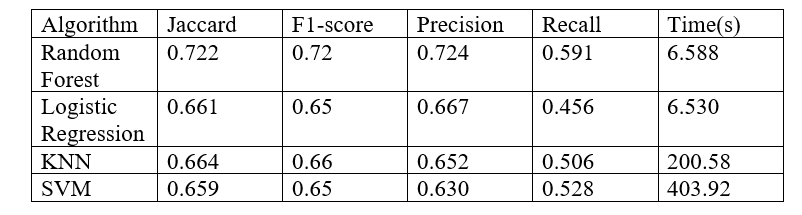 Algorithm Jaccard F1-score Precision Recall Time(s)
Random Forest 0.722 0.72 0.724 0.591 6.588
Logistic Regression 0.661 0.65 0.667 0.456 6.530
KNN 0.664 0.66 0.652 0.506 200.58
SVM 0.659 0.65 0.630 0.528 403.92